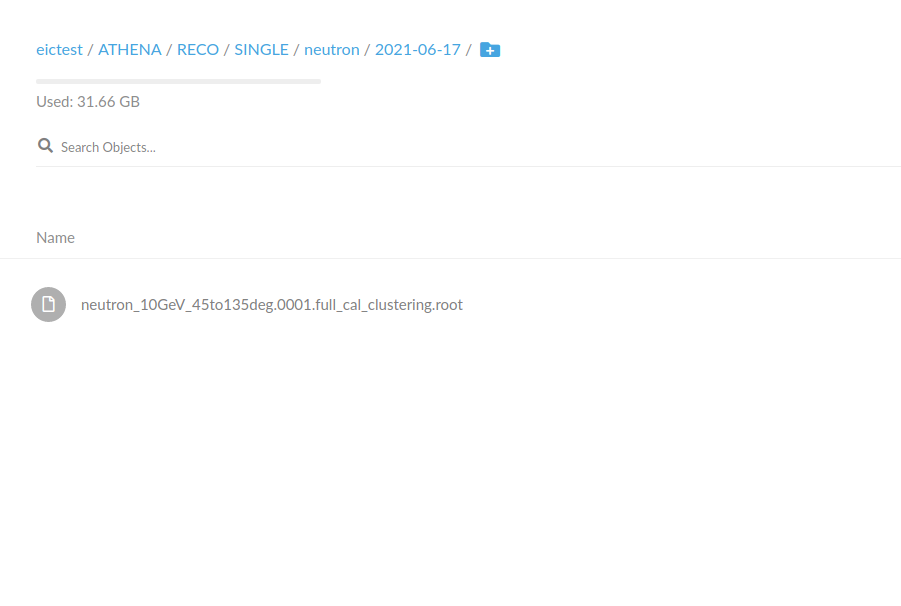 eictest / ATHENA / RECO / SINGLE / neutron / 2021-06-17 /
Used: 31.66 GB
Search Objects...
Name
neutron_10GeV_45to135deg.0001.full_cal_clustering.root